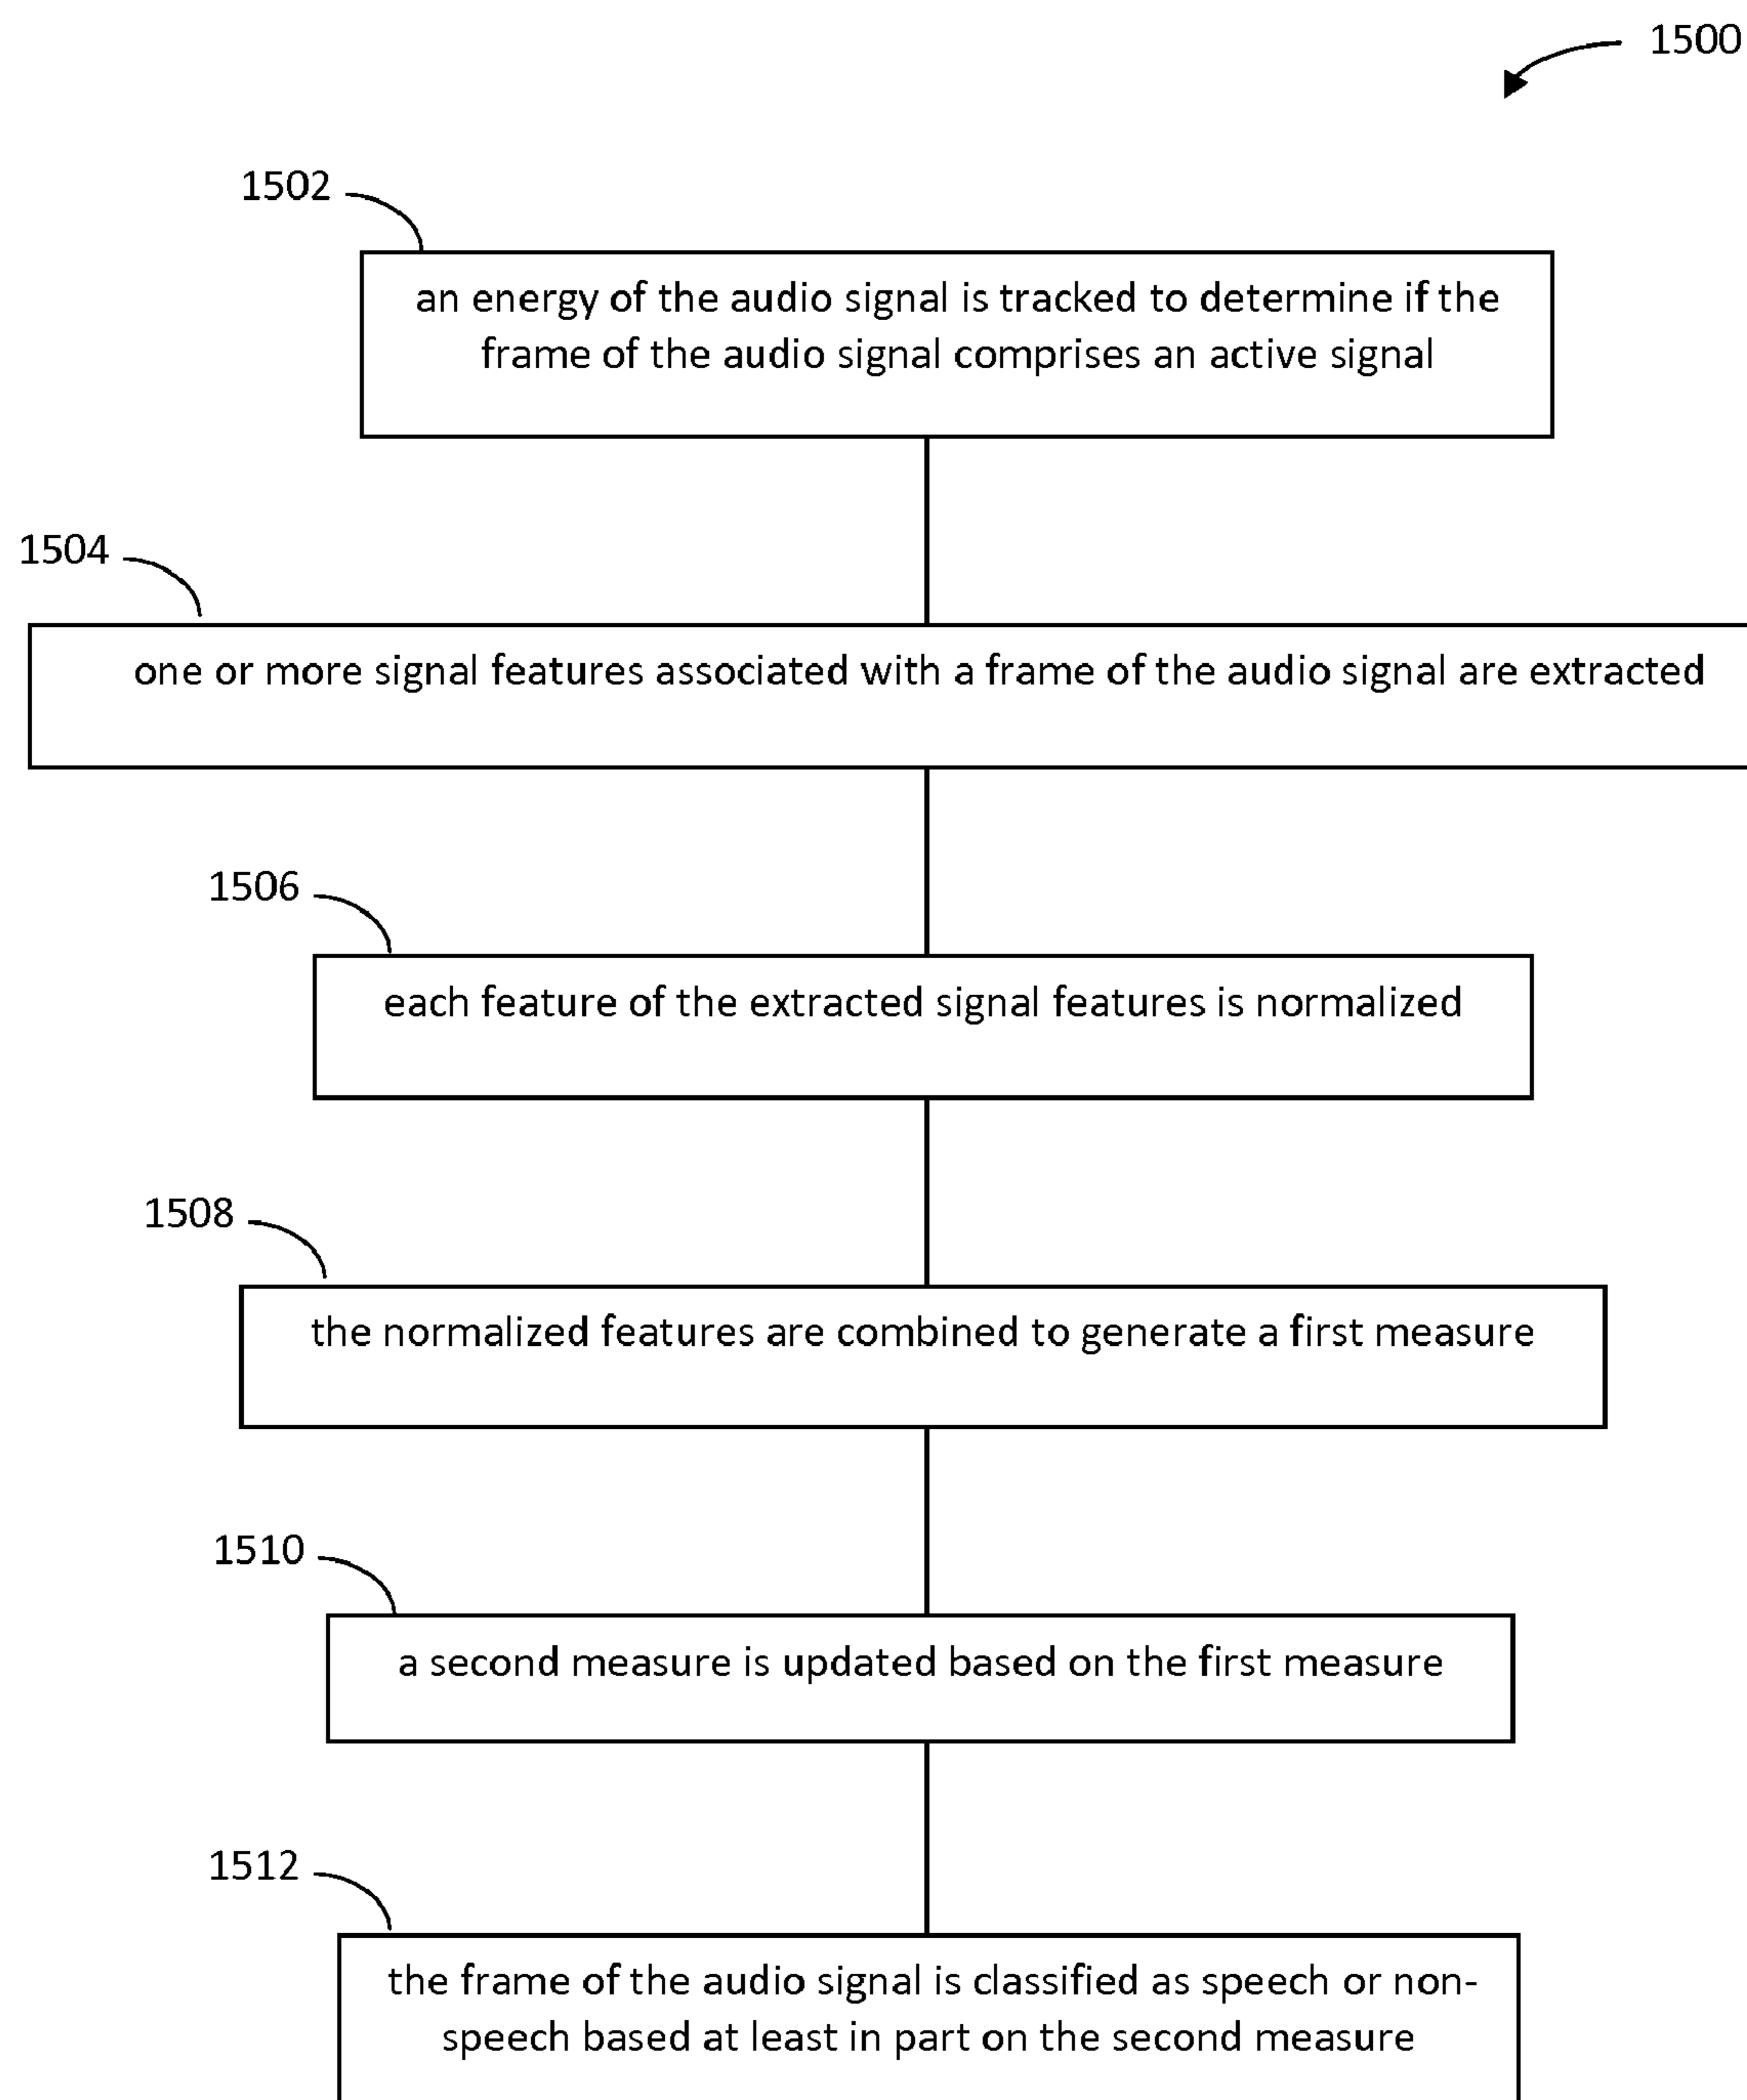 1500
1502
an energy of the audio signal is tracked to determine if the
frame of the audio signal comprises an active signal
1504
one or more signal features associated with a frame of the audio signal are extracted
1506
each feature of the extracted signal features is normalized
1508
the normalized features are combined to generate a first measure
1510
a second measure is updated based on the first measure
1512
the frame of the audio signal is classified as speech or non-
speech based at least in part on the second measure